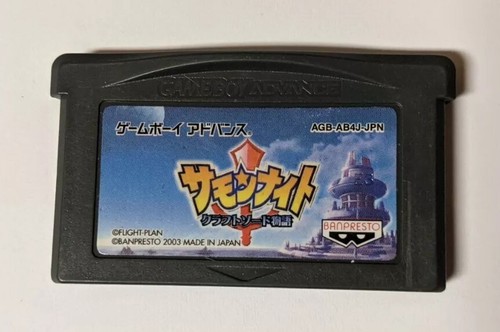 GAME BOY ADVANCE
ゲームボーイ アドバンス®
AGB-AB4J-JPN
サモンナイト
クラフトソード物語
BANPRESTO
©FLIGHT-PLAN
©BANPRESTO 2003 MADE IN JAPAN